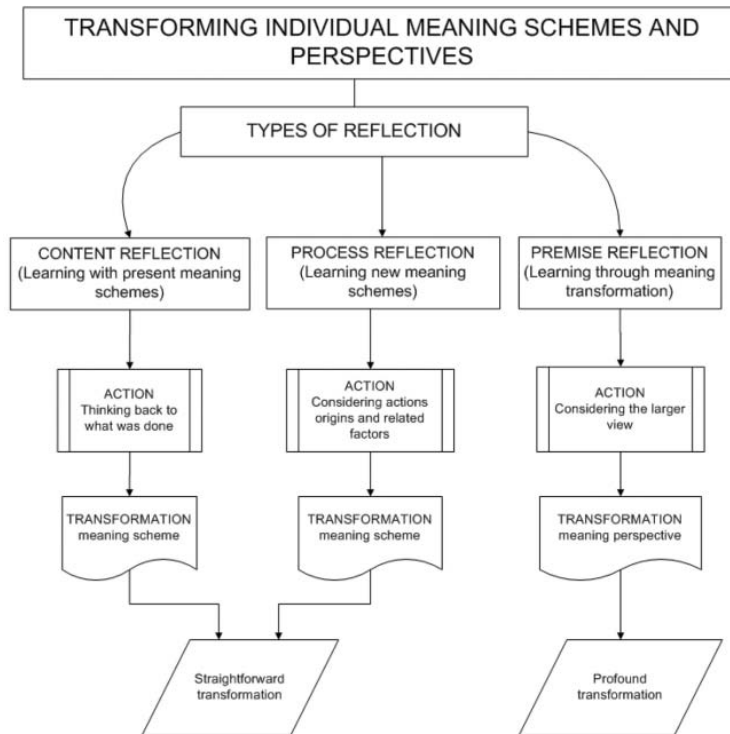 TRANSFORMING INDIVIDUAL MEANING SCHEMES AND
PERSPECTIVES
TYPES OF REFLECTION
CONTENT REFLECTION
(Learning with present meaning
schemes)
PROCESS REFLECTION
(Learning new meaning
schemes)
PREMISE REFLECTION
(Learning through meaning
transformation)
ACTION
Thinking back to
what was done
ACTION
Considering actions
origins and related
factors
ACTION
Considering the larger
view
TRANSFORMATION
meaning scheme
TRANSFORMATION
meaning scheme
TRANSFORMATION
meaning perspective
Straightforward
transformation
Profound
transformation